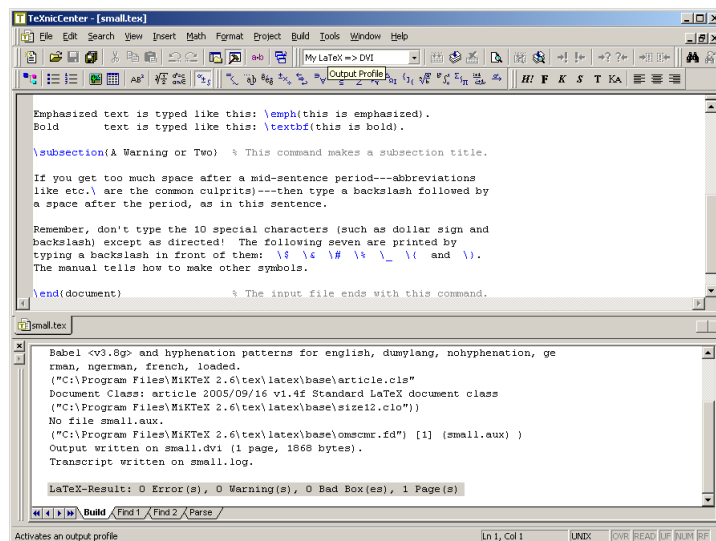 TeXnicCenter - [small.tex]
File Edit Search View Insert Math Format Project Build Tools Window Help
My LaTeX => DVI
Output Profile
H! F K S T KA
Emphasized text is typed like this: \emph{this is emphasized}.
Bold text is typed like this: \textbf{this is bold}.
\subsection{A Warning or Two} % This command makes a subsection title.
If you get too much space after a mid-sentence period---abbreviations
like etc.\ are the common culprits)---then type a backslash followed by
a space after the period, as in this sentence.
Remember, don't type the 10 special characters (such as dollar sign and
backslash) except as directed! The following seven are printed by
typing a backslash in front of them: \$ \& \# \% \_ \{ and \}.
The manual tells how to make other symbols.
\end{document} % The input file ends with this command.
small.tex
Babel <v3.8g> and hyphenation patterns for english, dumylang, nohyphenation, ge
rman, ngerman, french, loaded.
("C:\Program Files\MiKTeX 2.6\tex\latex\base\article.cls"
Document Class: article 2005/09/16 v1.4f Standard LaTeX document class
("C:\Program Files\MiKTeX 2.6\tex\latex\base\size12.clo"))
No file small.aux.
("C:\Program Files\MiKTeX 2.6\tex\latex\base\omscmr.fd") [1] (small.aux) )
Output written on small.dvi (1 page, 1868 bytes).
Transcript written on small.log.
LaTeX-Result: 0 Error(s), 0 Warning(s), 0 Bad Box(es), 1 Page(s)
Build Find 1 Find 2 Parse
Activates an output profile Ln 1, Col 1 UNIX OVR READ UF NUM RF